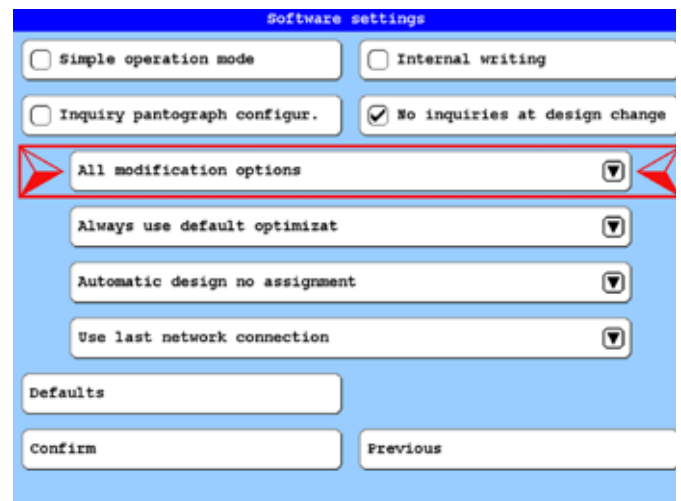 Software settings
Simple operation mode
Internal writing
Inquiry pantograph configur.
No inquiries at design change
All modification options
Always use default optimizat
Automatic design no assignment
Use last network connection
Defaults
Confirm
Previous